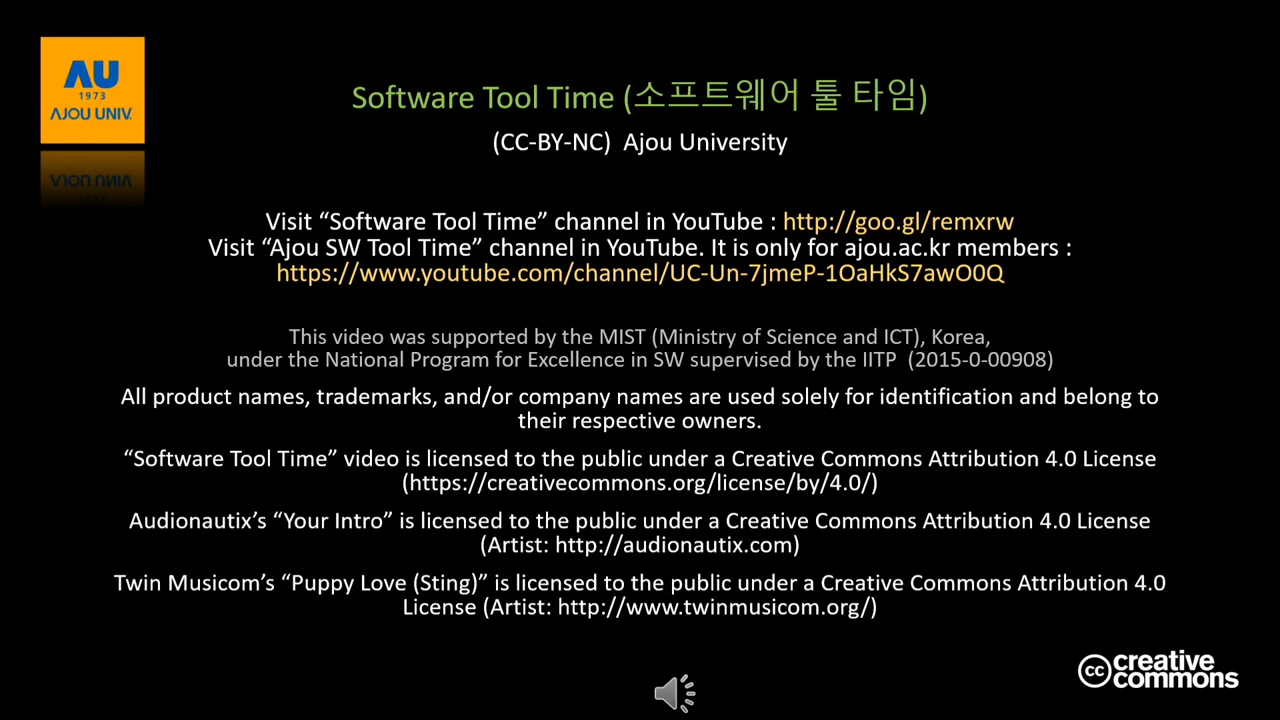 AU
1973
AJOU UNIV.
Software Tool Time (소프트웨어 툴 타임)
(CC-BY-NC) Ajou University
Visit “Software Tool Time” channel in YouTube : http://goo.gl/remxrw
Visit “Ajou SW Tool Time” channel in YouTube. It is only for ajou.ac.kr members :
https://www.youtube.com/channel/UC-Un-7jmeP-1OaHkS7awO0Q
This video was supported by the MIST (Ministry of Science and ICT), Korea,
under the National Program for Excellence in SW supervised by the IITP (2015-0-00908)
All product names, trademarks, and/or company names are used solely for identification and belong to
their respective owners.
“Software Tool Time” video is licensed to the public under a Creative Commons Attribution 4.0 License
(https://creativecommons.org/license/by/4.0/)
Audionautix’s “Your Intro” is licensed to the public under a Creative Commons Attribution 4.0 License
(Artist: http://audionautix.com)
Twin Musicom’s “Puppy Love (Sting)” is licensed to the public under a Creative Commons Attribution 4.0
License (Artist: http://www.twinmusicom.org/)
cc creative
commons